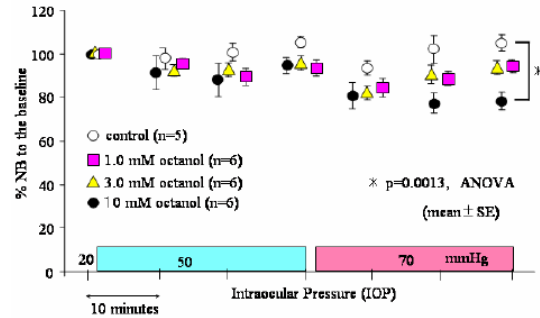 % NB to the baseline
120
100
80
60
40
20
0
control (n=5)
1.0 mM octanol (n=6)
3.0 mM octanol (n=6)
10 mM octanol (n=6)
*
* p=0.0013, ANOVA
(mean±SE)
20
50
70 mmHg
Intraocular Pressure (IOP)
10 minutes